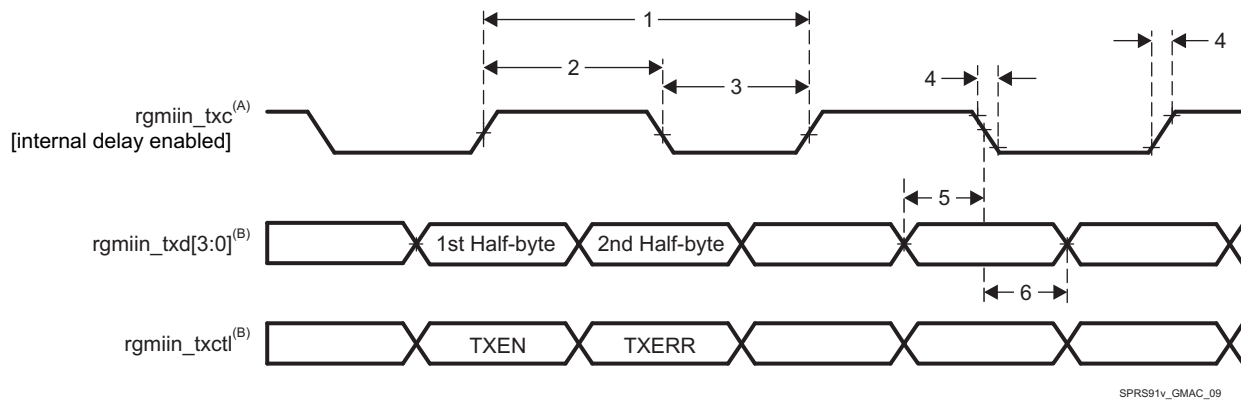 1
4
2
4
3
rgmiin_txc(A)
[internal delay enabled]
5
rgmiin_txd[3:0](B)
1st Half-byte
2nd Half-byte
6
rgmiin_txctl(B)
TXEN
TXERR
SPRS91v_GMAC_09